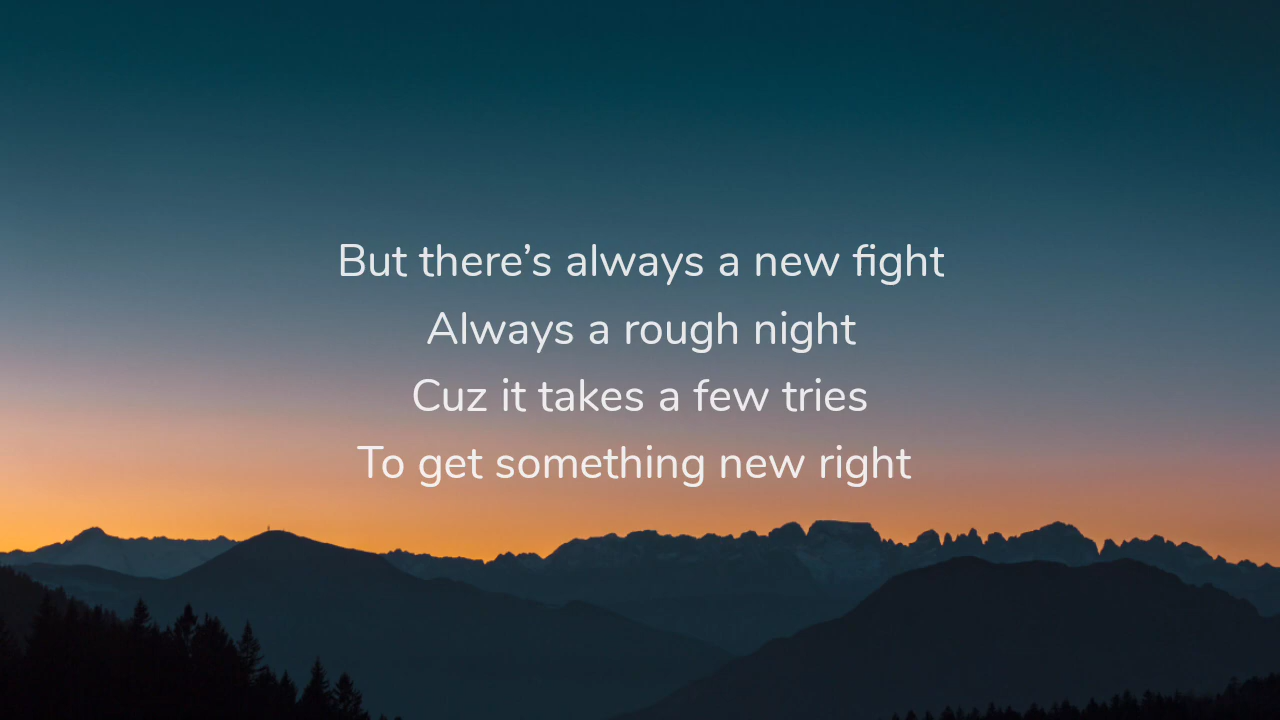 But there’s always a new fight
Always a rough night
Cuz it takes a few tries
To get something new right